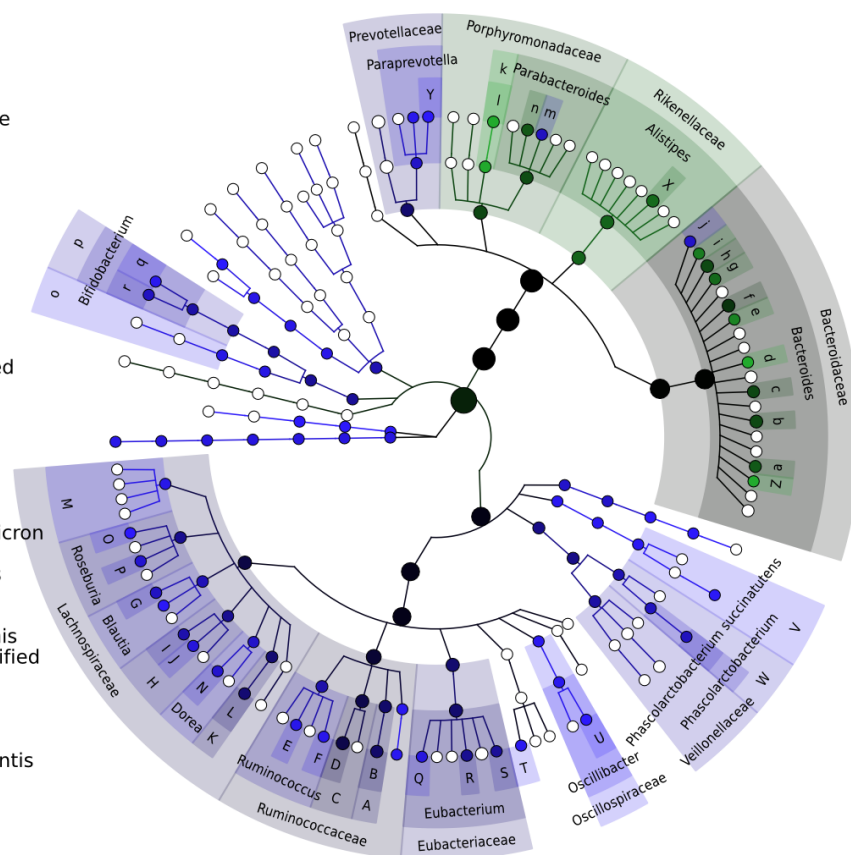 Prevotellaceae
Paraprevotella
Y
Porphyromonadaceae
k
l
Parabacteroides
n
m
Rikenellaceae
Alistipes
X
j
i
h
g
f
e
d
c
b
a
Z
Bacteroides
Bacteroidaceae
e
ed
icron
s
nis
ified
ntis
p
o
Bifidobacterium
q
r
M
O
P
Roseburia
G
Blautia
I
J
H
N
Dorea
L
K
Lachnospiraceae
E
F
Ruminococcus
D
C
B
A
Ruminococcaceae
Q
R
S
Eubacterium
Eubacteriaceae
T
U
Oscillibacter
Oscillospiraceae
Phascolarctobacterium succinatutens
V
Phascolarctobacterium
W
Veillonellaceae